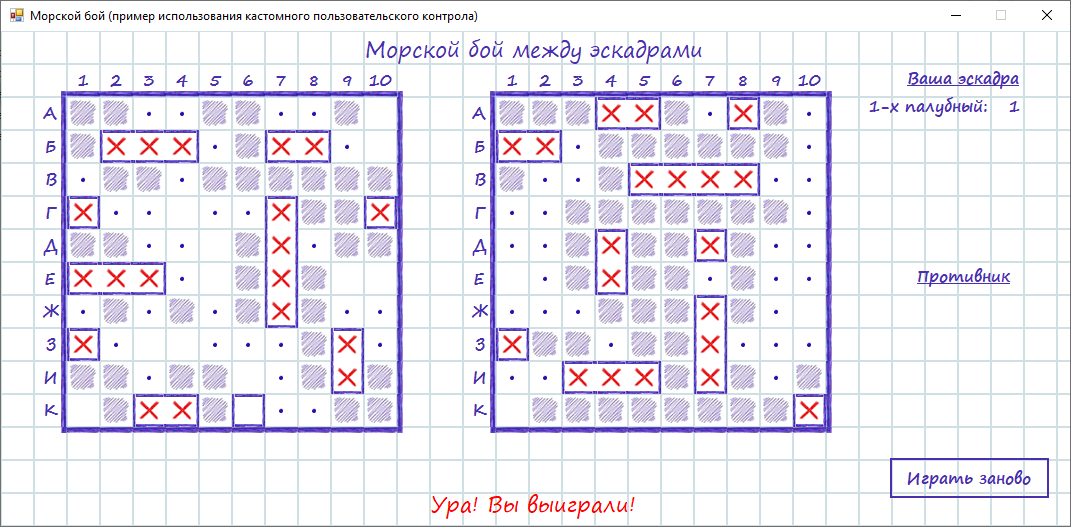 Морской бой (пример использования кастомного пользовательского контрола)
Морской бой между эскадрами
1 2 3 4 5 6 7 8 9 10
А
Б
В
Г
Д
Е
Ж
З
И
К
1 2 3 4 5 6 7 8 9 10
А
Б
В
Г
Д
Е
Ж
З
И
К
Ваша эскадра
1-х палубный: 1
Противник
Играть заново
Ура! Вы выиграли!